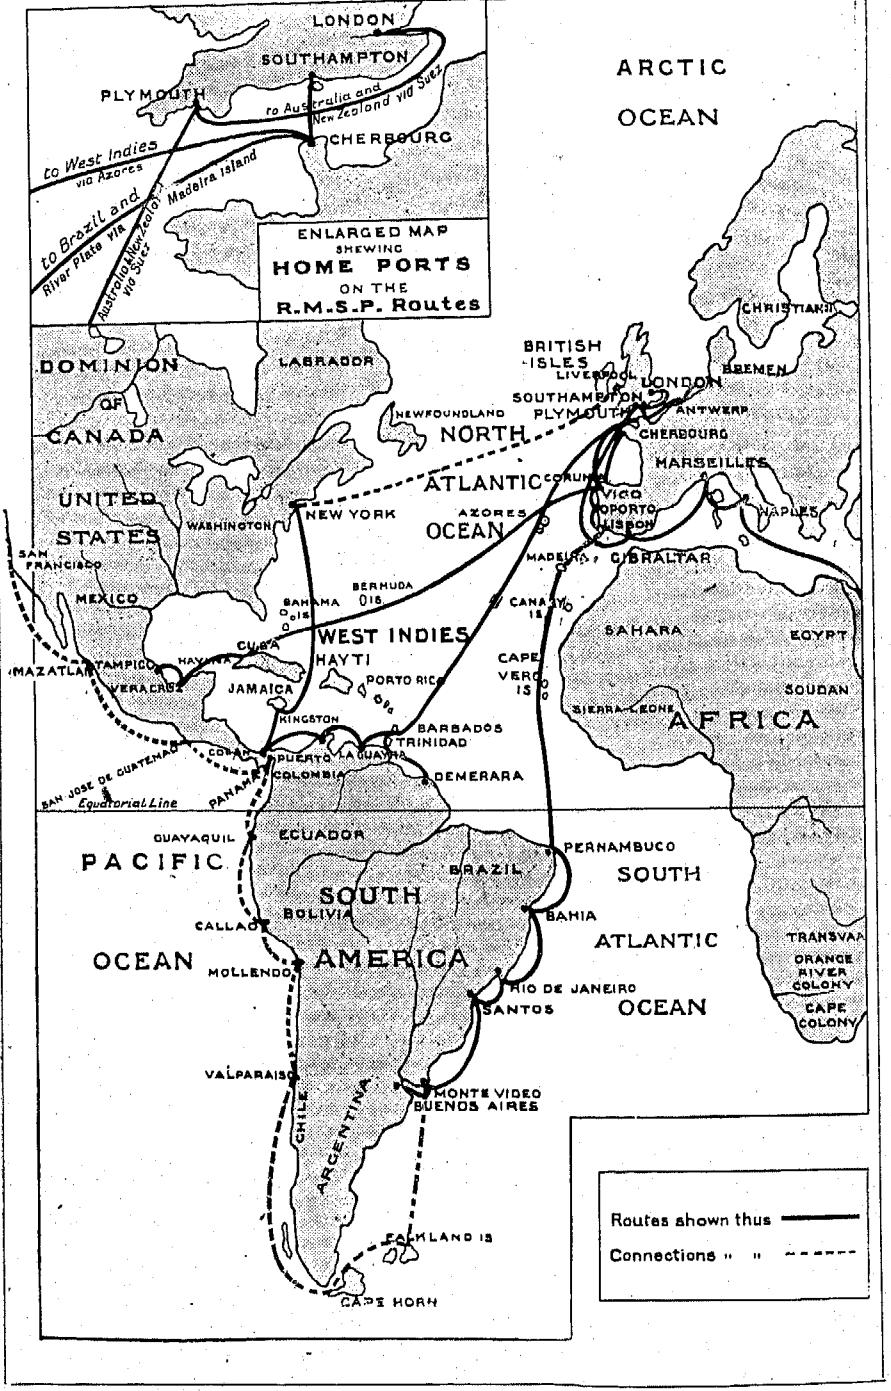 LONDON
SOUTHAMPTON
PLYMOUTH
to Australia and
New Zealand via Suez
CHERBOURG
to West Indies
via Azores
to Brazil and
River Plate via Madeira Island
Australia & New Zeala
via Suez
ENLARGED MAP
SHEWING
HOME PORTS
ON THE
R.M.S.P. Routes
ARCTIC
OCEAN
CHRISTIAN
DOMINION
OF
CANADA
LABRADOR
NEWFOUNDLAND
BRITISH
ISLES
LIVERPOOL
LONDON
BREMEN
SOUTHAMPTON
PLYMOUTH
ANTWERP
CHERBOURG
MARSEILLES
NORTH
ATLANTIC
OCEAN
CORUNA
VIGO
OPORTO
LISBON
NAPLES
GIBRALTAR
AZORES
MADEIRA
CANARY
IS
UNITED
STATES
WASHINGTON
NEW YORK
SAN
FRANCISCO
MEXICO
BERMUDA
IS
BAHAMA
IS
CUBA
WEST INDIES
HAYTI
PORTO RICO
MAZATLAN
TAMPICO
HAVANA
VERACRUZ
JAMAICA
KINGSTON
CAPE
VERD
IS
SAHARA
EGYPT
SOUDAN
SIERRA-LEONE
AFRICA
BARBADOS
TRINIDAD
COLON
PUERTO
COLOMBIA
LA GUAYRA
DEMERARA
PANAMA
SAN JOSE DE GUATEMALA
Equatorial Line
GUAYAQUIL
ECUADOR
PERNAMBUCO
PACIFIC
OCEAN
BRAZIL
SOUTH
AMERICA
BOLIVIA
CALLAO
MOLLENDO
BAHIA
SOUTH
ATLANTIC
OCEAN
RIO DE JANEIRO
SANTOS
TRANSVAA
ORANGE
RIVER
COLONY
CAPE
COLONY
VALPARAISO
CHILE
ARGENTINA
MONTE VIDEO
BUENOS AIRES
FALKLAND IS
CAPE HORN
Routes shown thus
Connections " "